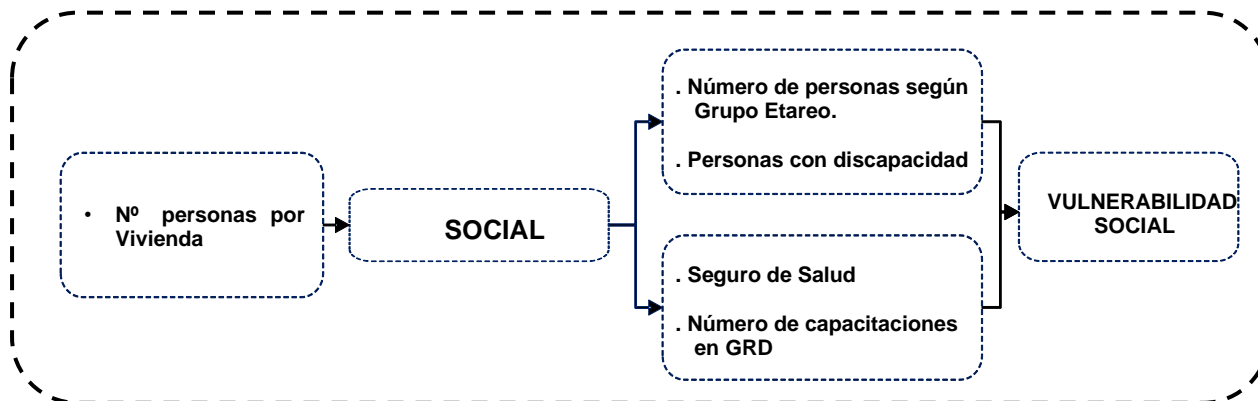 • Nº personas por
Vivienda
SOCIAL
. Número de personas según
Grupo Etareo.
. Personas con discapacidad
. Seguro de Salud
. Número de capacitaciones
en GRD
VULNERABILIDAD
SOCIAL